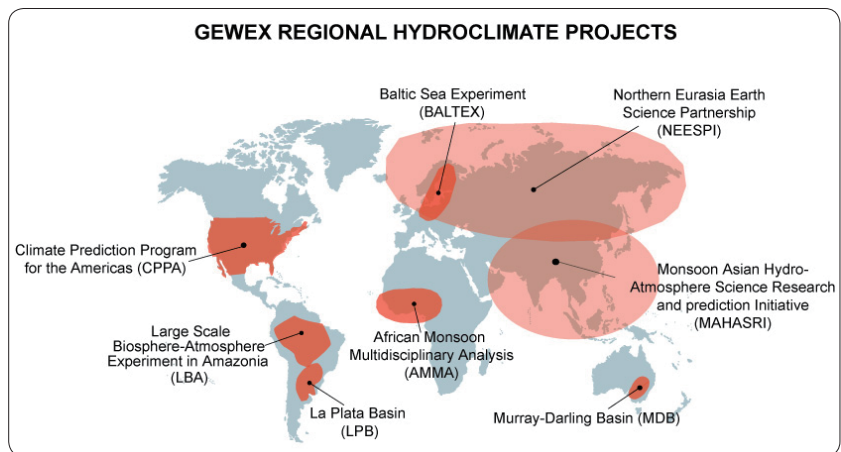 GEWEX REGIONAL HYDROCLIMATE PROJECTS
Baltic Sea Experiment
(BALTEX)
Northern Eurasia Earth
Science Partnership
(NEESPI)
Climate Prediction Program
for the Americas (CPPA)
Monsoon Asian Hydro-
Atmosphere Science Research
and prediction Initiative
(MAHASRI)
Large Scale
Biosphere-Atmosphere
Experiment in Amazonia
(LBA)
African Monsoon
Multidisciplinary Analysis
(AMMA)
La Plata Basin
(LPB)
Murray-Darling Basin (MDB)